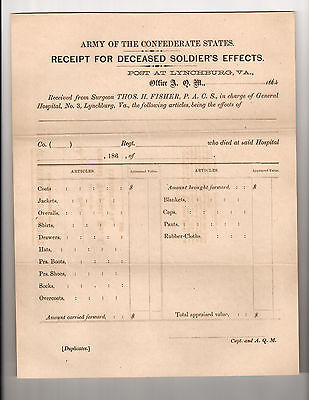 ARMY OF THE CONFEDERATE STATES.
RECEIPT FOR DECEASED SOLDIER'S EFFECTS.
POST AT LYNCHBURG, VA.,
Office A. Q. M., 186
Received from Surgeon THOS. H. FISHER, P. A. C. S., in charge of General
Hospital, No. 3, Lynchburg, Va., the following articles, being the effects of
Co. ( ) Regt. who died at said Hospital
, 186 , of
ARTICLES Appraised Value. ARTICLES Appraised Value.
Coats $ Amount brought forward, $
Jackets, Blankets,
Overalls, Caps,
Shirts, Pants,
Drawers, Rubber-Cloths,
Hats,
Prs. Boots,
Prs. Shoes,
Socks,
Overcoats,
Amount carried forward, $ Total appraised value, $
Capt. and A. Q. M.
[Duplicates.]